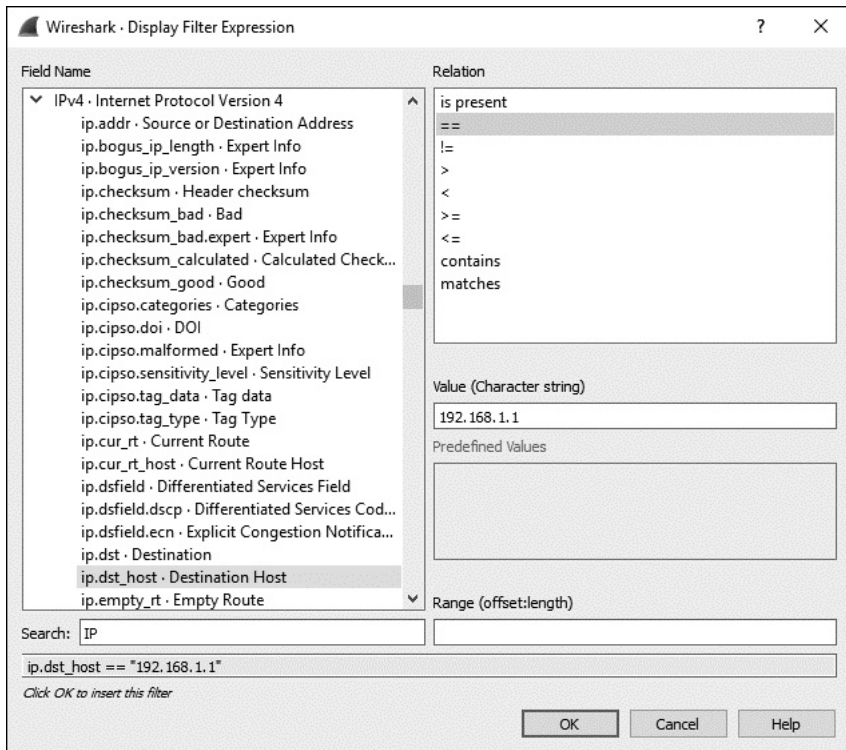 Wireshark · Display Filter Expression
? ×
Field Name
IPv4 · Internet Protocol Version 4
ip.addr · Source or Destination Address
ip.bogus_ip_length · Expert Info
ip.bogus_ip_version · Expert Info
ip.checksum · Header checksum
ip.checksum_bad · Bad
ip.checksum_bad.expert · Expert Info
ip.checksum_calculated · Calculated Check...
ip.checksum_good · Good
ip.cipso.categories · Categories
ip.cipso.doi · DOI
ip.cipso.malformed · Expert Info
ip.cipso.sensitivity_level · Sensitivity Level
ip.cipso.tag_data · Tag data
ip.cipso.tag_type · Tag Type
ip.cur_rt · Current Route
ip.cur_rt_host · Current Route Host
ip.dsfield · Differentiated Services Field
ip.dsfield.dscp · Differentiated Services Cod...
ip.dsfield.ecn · Explicit Congestion Notifica...
ip.dst · Destination
ip.dst_host · Destination Host
ip.empty_rt · Empty Route
Search: IP
Relation
is present
==
!=
>
<
>=
<=
contains
matches
Value (Character string)
192.168.1.1
Predefined Values
Range (offset:length)
ip.dst_host == "192.168.1.1"
Click OK to insert this filter
OK Cancel Help